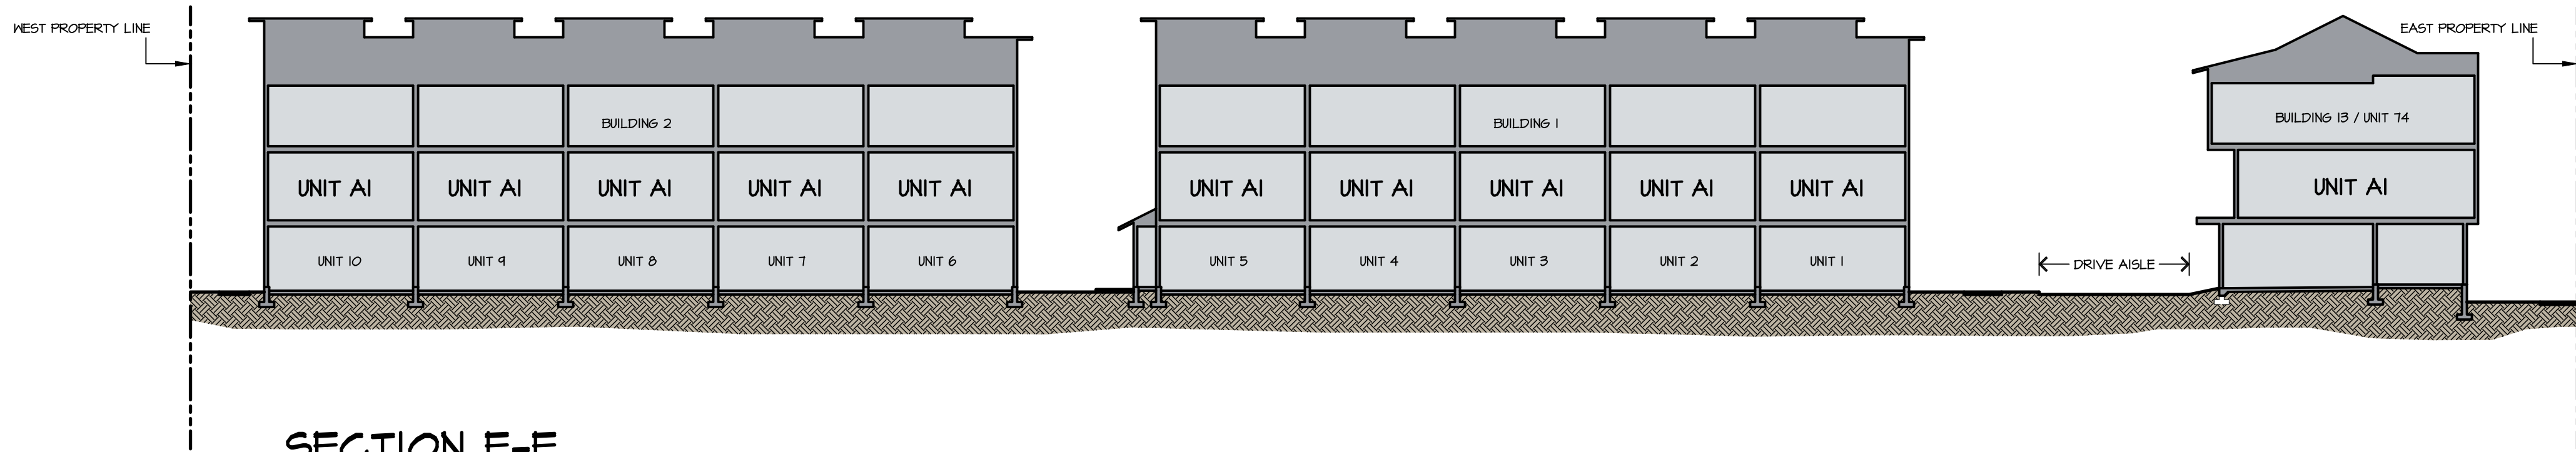 WEST PROPERTY LINE
EAST PROPERTY LINE
BUILDING 2
BUILDING 1
BUILDING 13 / UNIT 74
UNIT A1
UNIT A1
UNIT A1
UNIT A1
UNIT A1
UNIT A1
UNIT A1
UNIT A1
UNIT A1
UNIT A1
UNIT A1
UNIT 10
UNIT 9
UNIT 8
UNIT 7
UNIT 6
UNIT 5
UNIT 4
UNIT 3
UNIT 2
UNIT 1
DRIVE AISLE
SECTION E-E